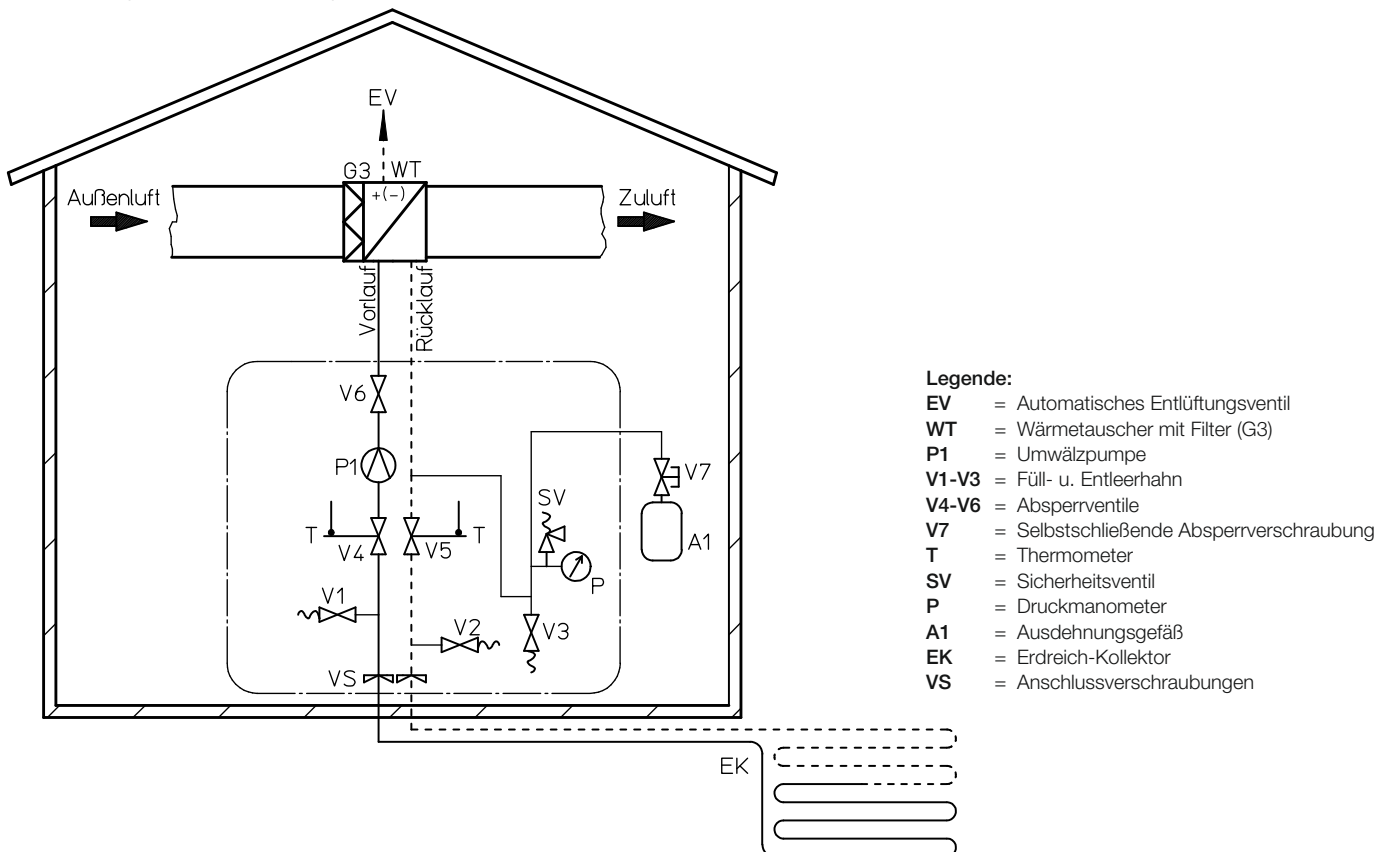 EV
G3 WT
+(-)
Außenluft
Zuluft
Vorlauf
Rücklauf
V6
P1
V7
SV
A1
T
V4
V5
T
P
V1
V2
V3
VS
EK
Legende:
EV = Automatisches Entlüftungsventil
WT = Wärmetauscher mit Filter (G3)
P1 = Umwälzpumpe
V1-V3 = Füll- u. Entleerhahn
V4-V6 = Absperrventile
V7 = Selbstschließende Absperrverschraubung
T = Thermometer
SV = Sicherheitsventil
P = Druckmanometer
A1 = Ausdehnungsgefäß
EK = Erdreich-Kollektor
VS = Anschlussverschraubungen